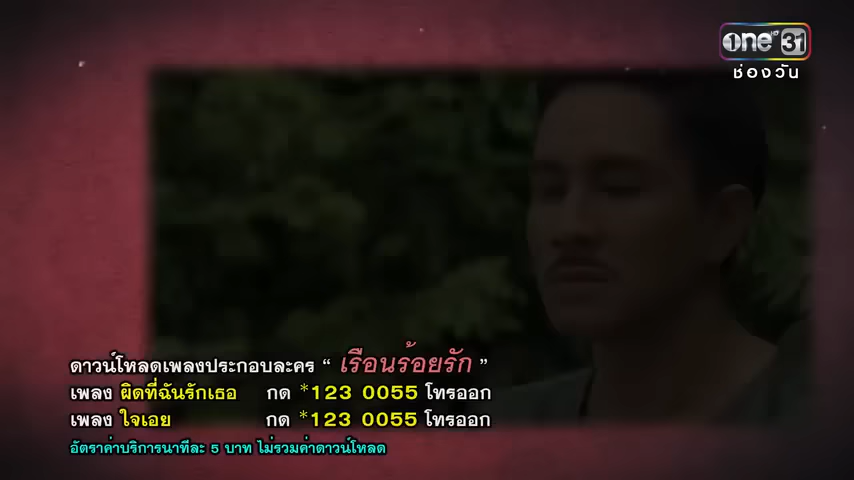 one HD 31
ช่องวัน
ดาวน์โหลดเพลงประกอบละคร “ เรือนร้อยรัก ”
เพลง ผิดที่ฉันรักเธอ กด *123 0055 โทรออก
เพลง ใจเอย กด *123 0055 โทรออก
อัตราค่าบริการนาทีละ 5 บาท ไม่รวมค่าดาวน์โหลด